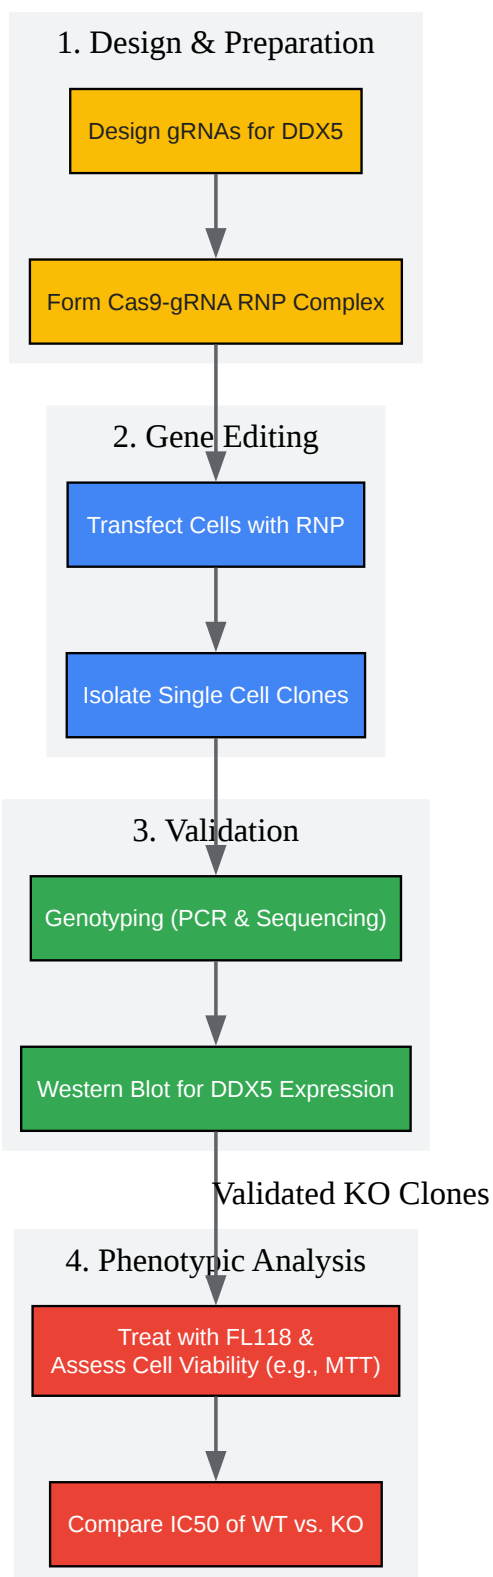 1. Design & Preparation
Design gRNAs for DDX5
Form Cas9-gRNA RNP Complex
2. Gene Editing
Transfect Cells with RNP
Isolate Single Cell Clones
3. Validation
Genotyping (PCR & Sequencing)
Western Blot for DDX5 Expression
Validated KO Clones
4. Phenotypic Analysis
Treat with FL118 &
Assess Cell Viability (e.g., MTT)
Compare IC50 of WT vs. KO